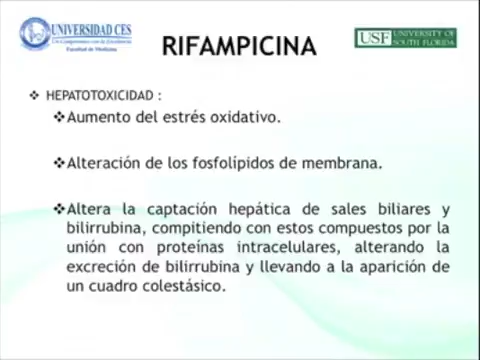 UNIVERSIDAD CES
Un Compromiso con la Excelencia
Facultad de Medicina
RIFAMPICINA
USF UNIVERSITY OF
SOUTH FLORIDA
❖ HEPATOTOXICIDAD :
❖Aumento del estrés oxidativo.
❖Alteración de los fosfolípidos de membrana.
❖Altera la captación hepática de sales biliares y
bilirrubina, compitiendo con estos compuestos por la
unión con proteínas intracelulares, alterando la
excreción de bilirrubina y llevando a la aparición de
un cuadro colestásico.